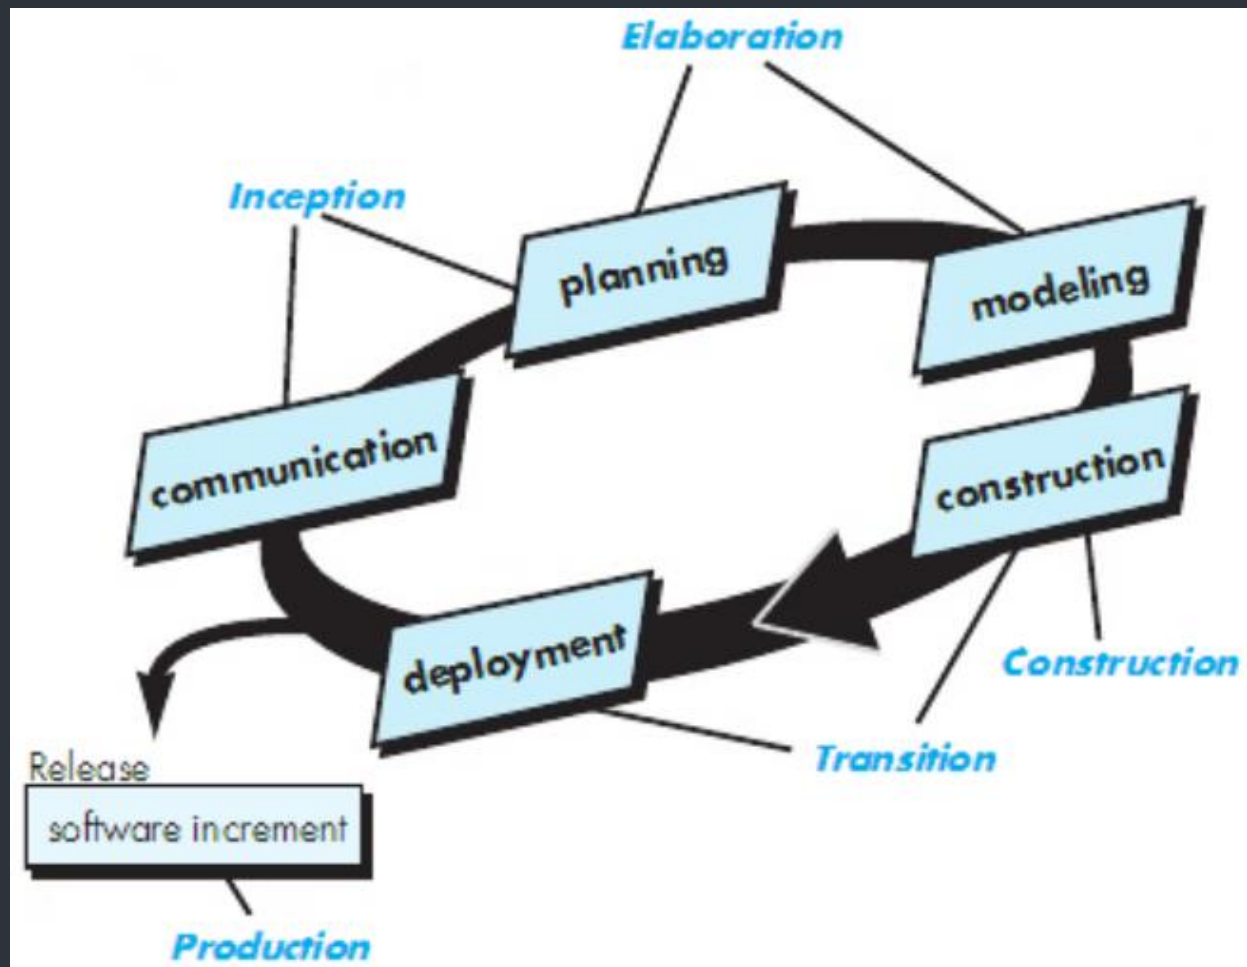 Elaboration
Inception
planning
modeling
communication
construction
deployment
Construction
Transition
Release
software increment
Production